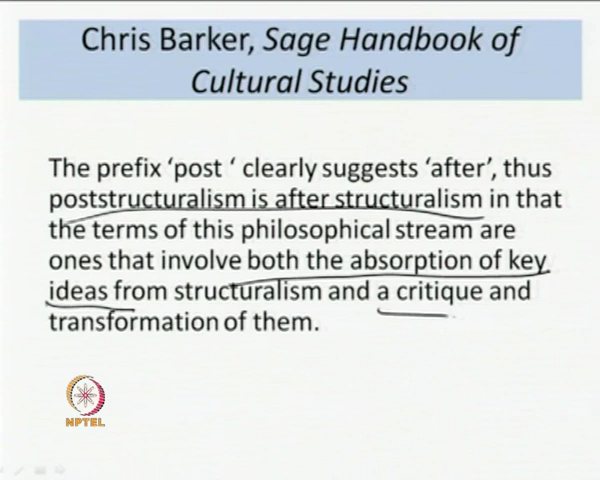 Chris Barker, Sage Handbook of
Cultural Studies
The prefix 'post ' clearly suggests 'after', thus
poststructuralism is after structuralism in that
the terms of this philosophical stream are
ones that involve both the absorption of key
ideas from structuralism and a critique and
transformation of them.
NPTEL